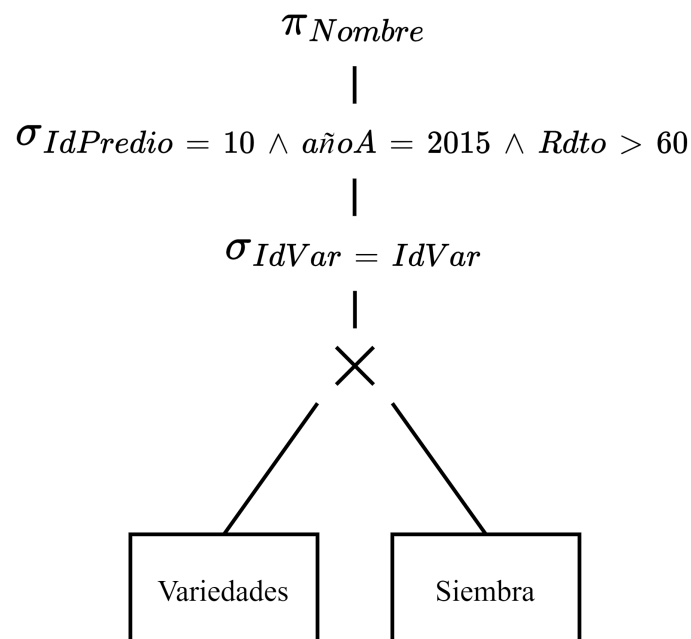 π Nombre
σ IdPredio = 10 ∧ añoA = 2015 ∧ Rdto > 60
σ IdVar = IdVar
×
Variedades Siembra